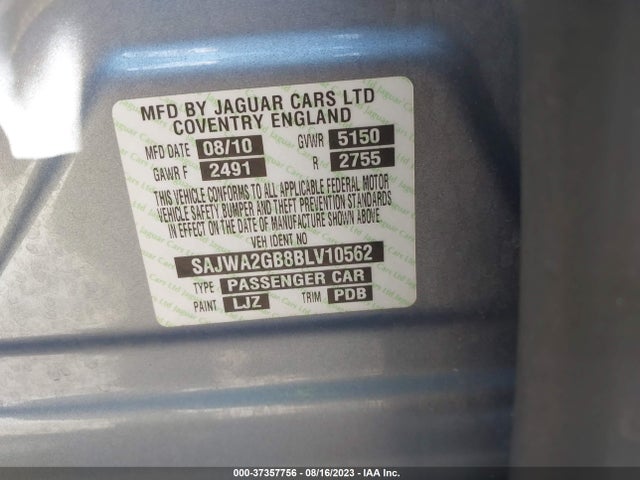 MFD BY JAGUAR CARS LTD
COVENTRY ENGLAND
MFD DATE 08/10 GVWR 5150
GAWR F 2491 R 2755
THIS VEHICLE CONFORMS TO ALL APPLICABLE FEDERAL MOTOR
VEHICLE SAFETY BUMPER AND THEFT PREVENTION STANDARDS
IN EFFECT ON THE DATE OF MANUFACTURE SHOWN ABOVE.
VEH IDENT NO
SAJWA2GB8BLV10562
TYPE PASSENGER CAR
PAINT LJZ TRIM PDB
000-37357756 - 08/16/2023 - IAA Inc.